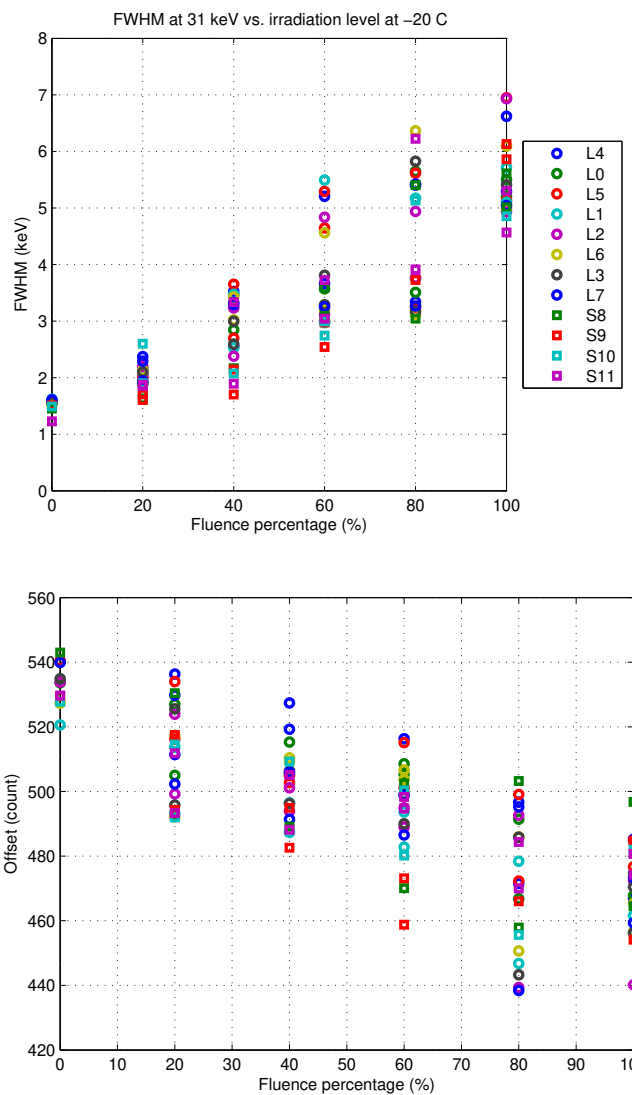 FWHM at 31 keV vs. irradiation level at −20 C
8
7
6
5
4
3
2
1
0
FWHM (keV)
0 20 40 60 80 100
Fluence percentage (%)
L4
L0
L5
L1
L2
L6
L3
L7
S8
S9
S10
S11
560
540
520
500
480
460
440
420
Offset (count)
0 10 20 30 40 50 60 70 80 90 10
Fluence percentage (%)